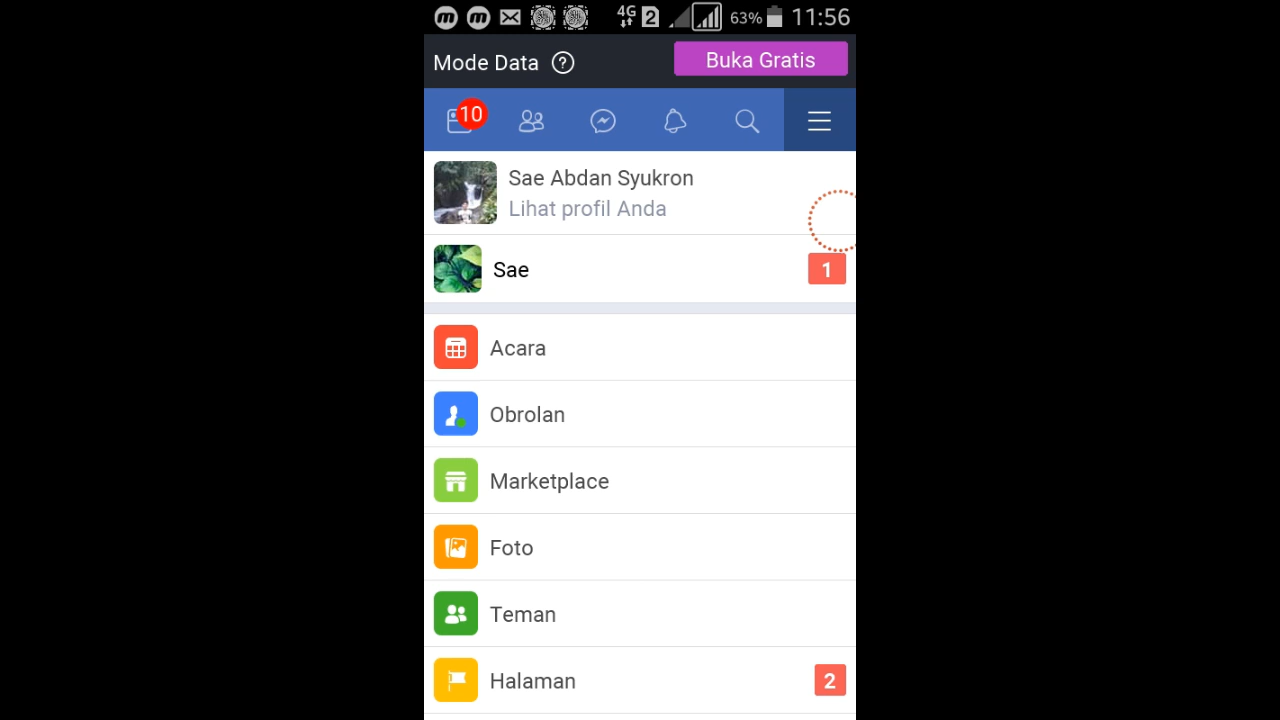 4G 2 63% 11:56
Mode Data ? Buka Gratis
10
Sae Abdan Syukron
Lihat profil Anda
Sae 1
Acara
Obrolan
Marketplace
Foto
Teman
Halaman 2